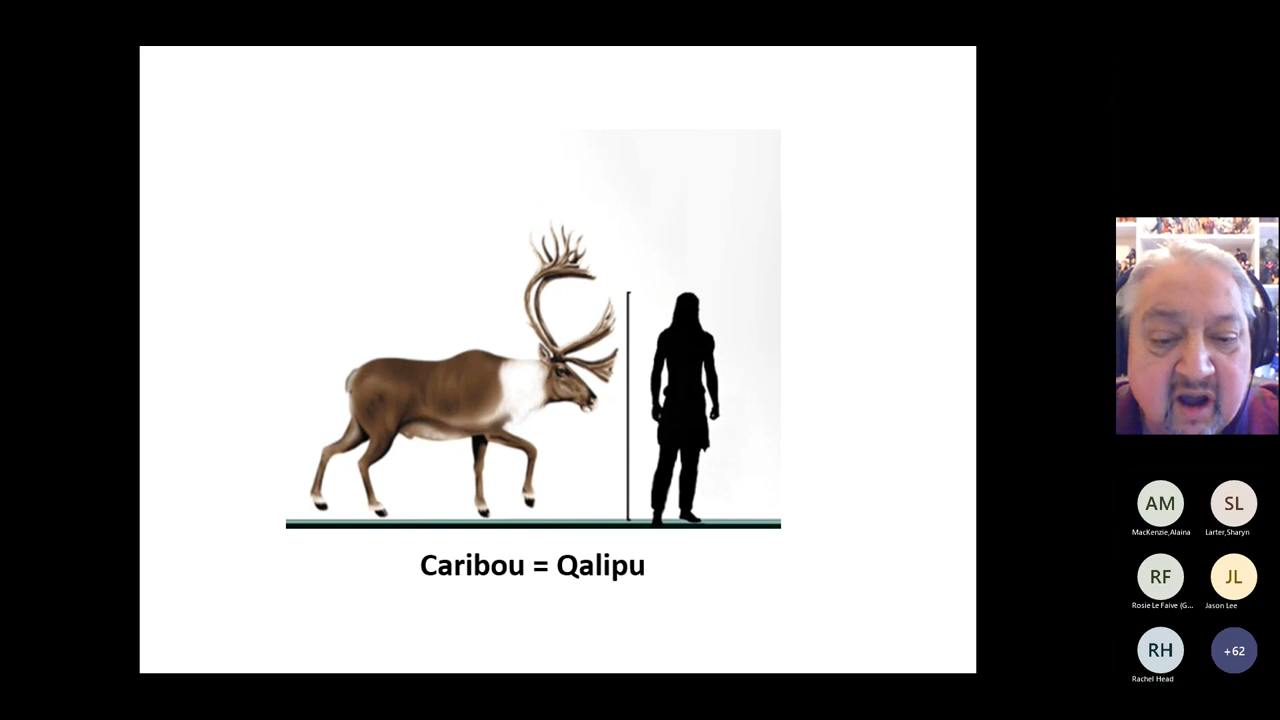 Caribou = Qalipu
AM
SL
MacKenzie,Alaina
Larter,Sharyn
RF
JL
Rosie Le Faive (G...
Jason Lee
RH
+62
Rachel Head